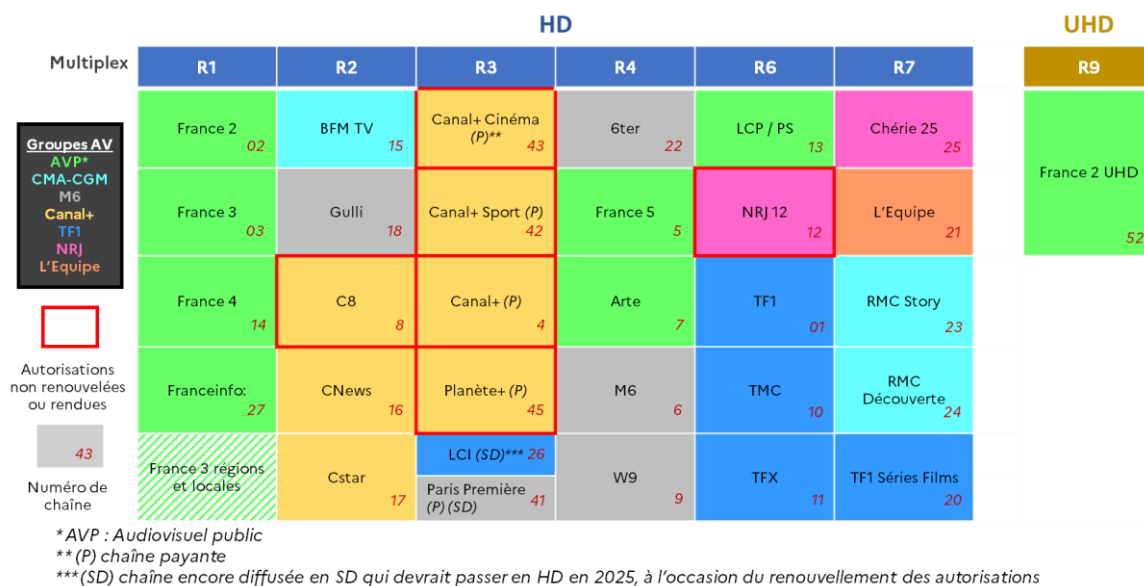 HD
UHD
Multiplex
R1
R2
R3
R4
R6
R7
R9
Groupes AV
AVP*
CMA-CGM
M6
Canal+
TF1
NRJ
L'Equipe
Autorisations
non renouvelées
ou rendues
43
Numéro de
chaîne
France 2
02
BFM TV
15
Canal+ Cinéma
(P)**
43
6ter
22
LCP / PS
13
Chérie 25
25
France 2 UHD
52
France 3
03
Gulli
18
Canal+ Sport (P)
42
France 5
5
NRJ 12
12
L'Equipe
21
France 4
14
C8
8
Canal+ (P)
4
Arte
7
TF1
01
RMC Story
23
Franceinfo:
27
CNews
16
Planète+ (P)
45
M6
6
TMC
10
RMC
Découverte
24
France 3 régions
et locales
Cstar
17
LCI (SD)*** 26
Paris Première
(P) (SD)
41
W9
9
TFX
11
TF1 Séries Films
20
*AVP : Audiovisuel public
**(P) chaîne payante
***(SD) chaîne encore diffusée en SD qui devrait passer en HD en 2025, à l'occasion du renouvellement des autorisations